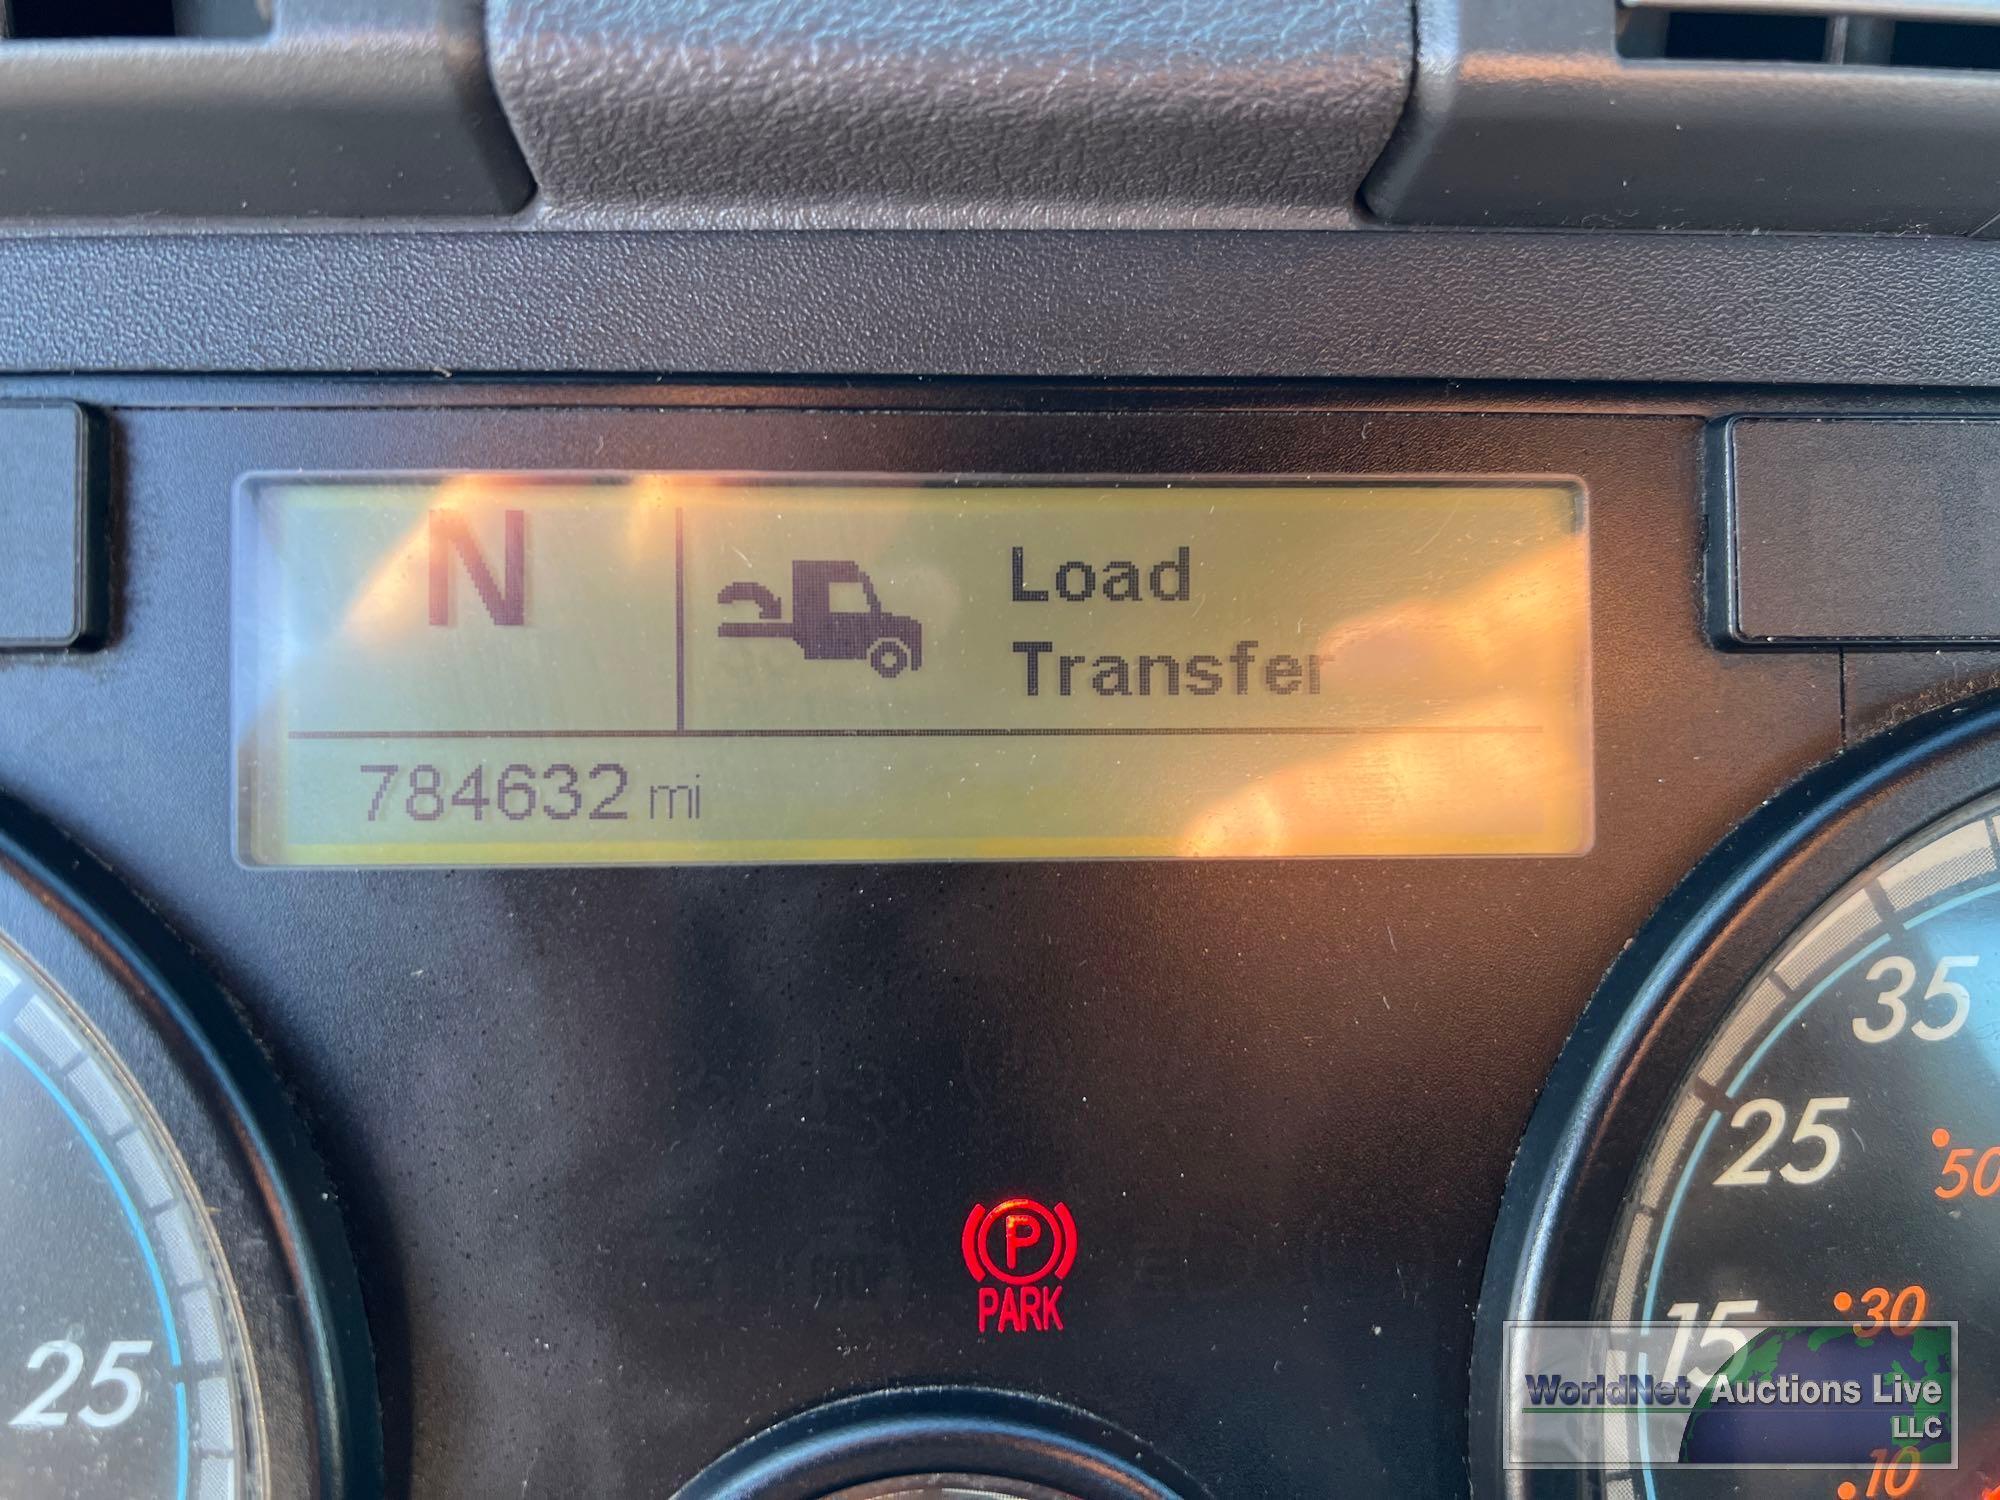 N
Load
Transfer
784632 mi
35
25
50
P
PARK
15
30
25
10
WorldNet Auctions Live
LLC